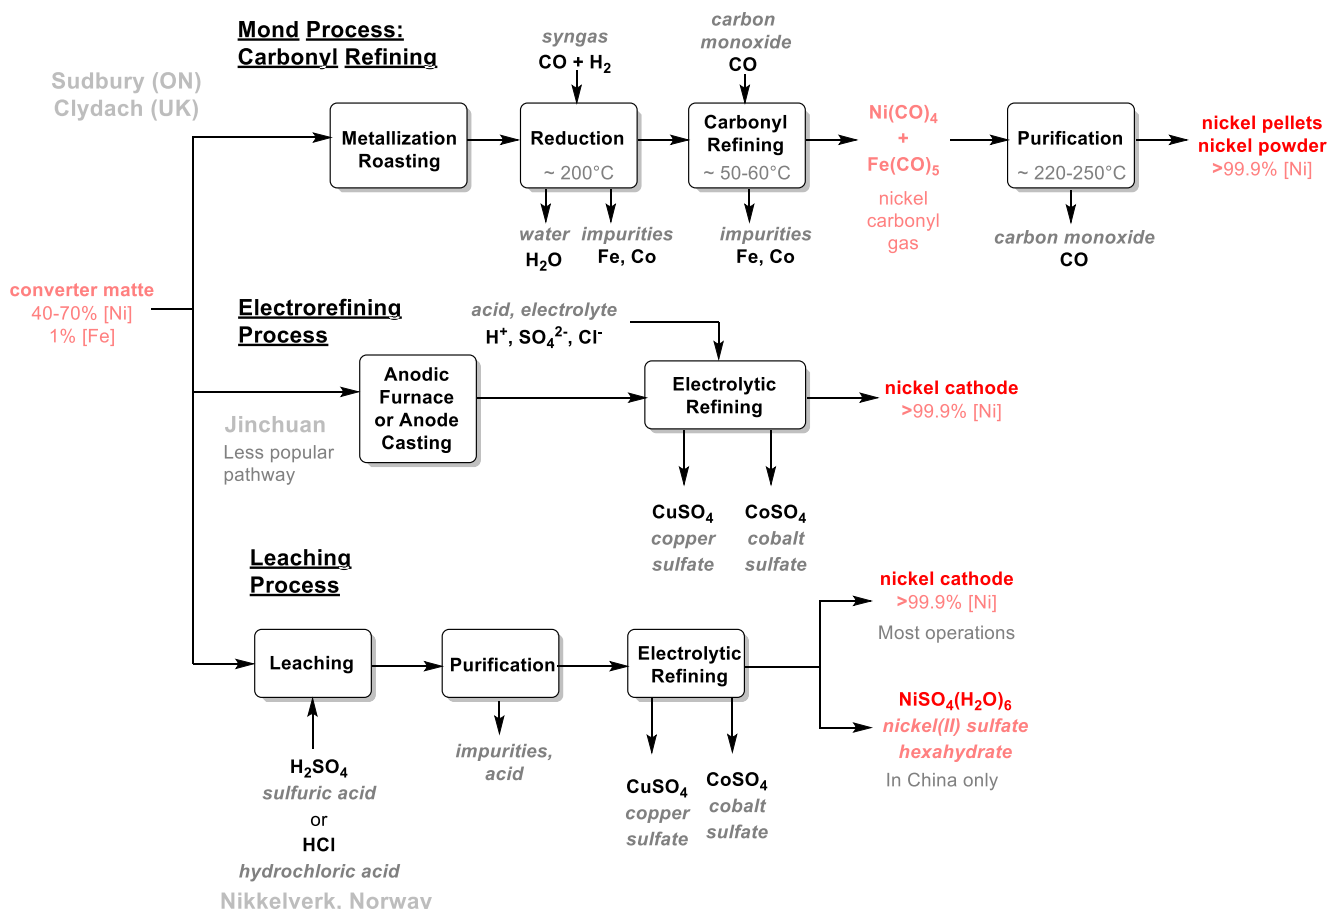 Mond Process:
Carbonyl Refining
Sudbury (ON)
Clydach (UK)
syngas
CO + H₂
carbon
monoxide
CO
Metallization
Roasting
Reduction
~ 200°C
Carbonyl
Refining
~ 50-60°C
Ni(CO)₄
+
Fe(CO)₅
nickel
carbonyl
gas
Purification
~ 220-250°C
nickel pellets
nickel powder
>99.9% [Ni]
water
H₂O
impurities
Fe, Co
impurities
Fe, Co
carbon monoxide
CO
converter matte
40-70% [Ni]
1% [Fe]
Electrorefining
Process
acid, electrolyte
H⁺, SO₄²⁻, Cl⁻
Jinchuan
Less popular
pathway
Anodic
Furnace
or Anode
Casting
Electrolytic
Refining
nickel cathode
>99.9% [Ni]
CuSO₄
copper
sulfate
CoSO₄
cobalt
sulfate
Leaching
Process
Leaching
Purification
Electrolytic
Refining
nickel cathode
>99.9% [Ni]
Most operations
NiSO₄(H₂O)₆
nickel(II) sulfate
hexahydrate
In China only
H₂SO₄
sulfuric acid
or
HCl
hydrochloric acid
Nikkelverk, Norway
impurities,
acid
CuSO₄
copper
sulfate
CoSO₄
cobalt
sulfate